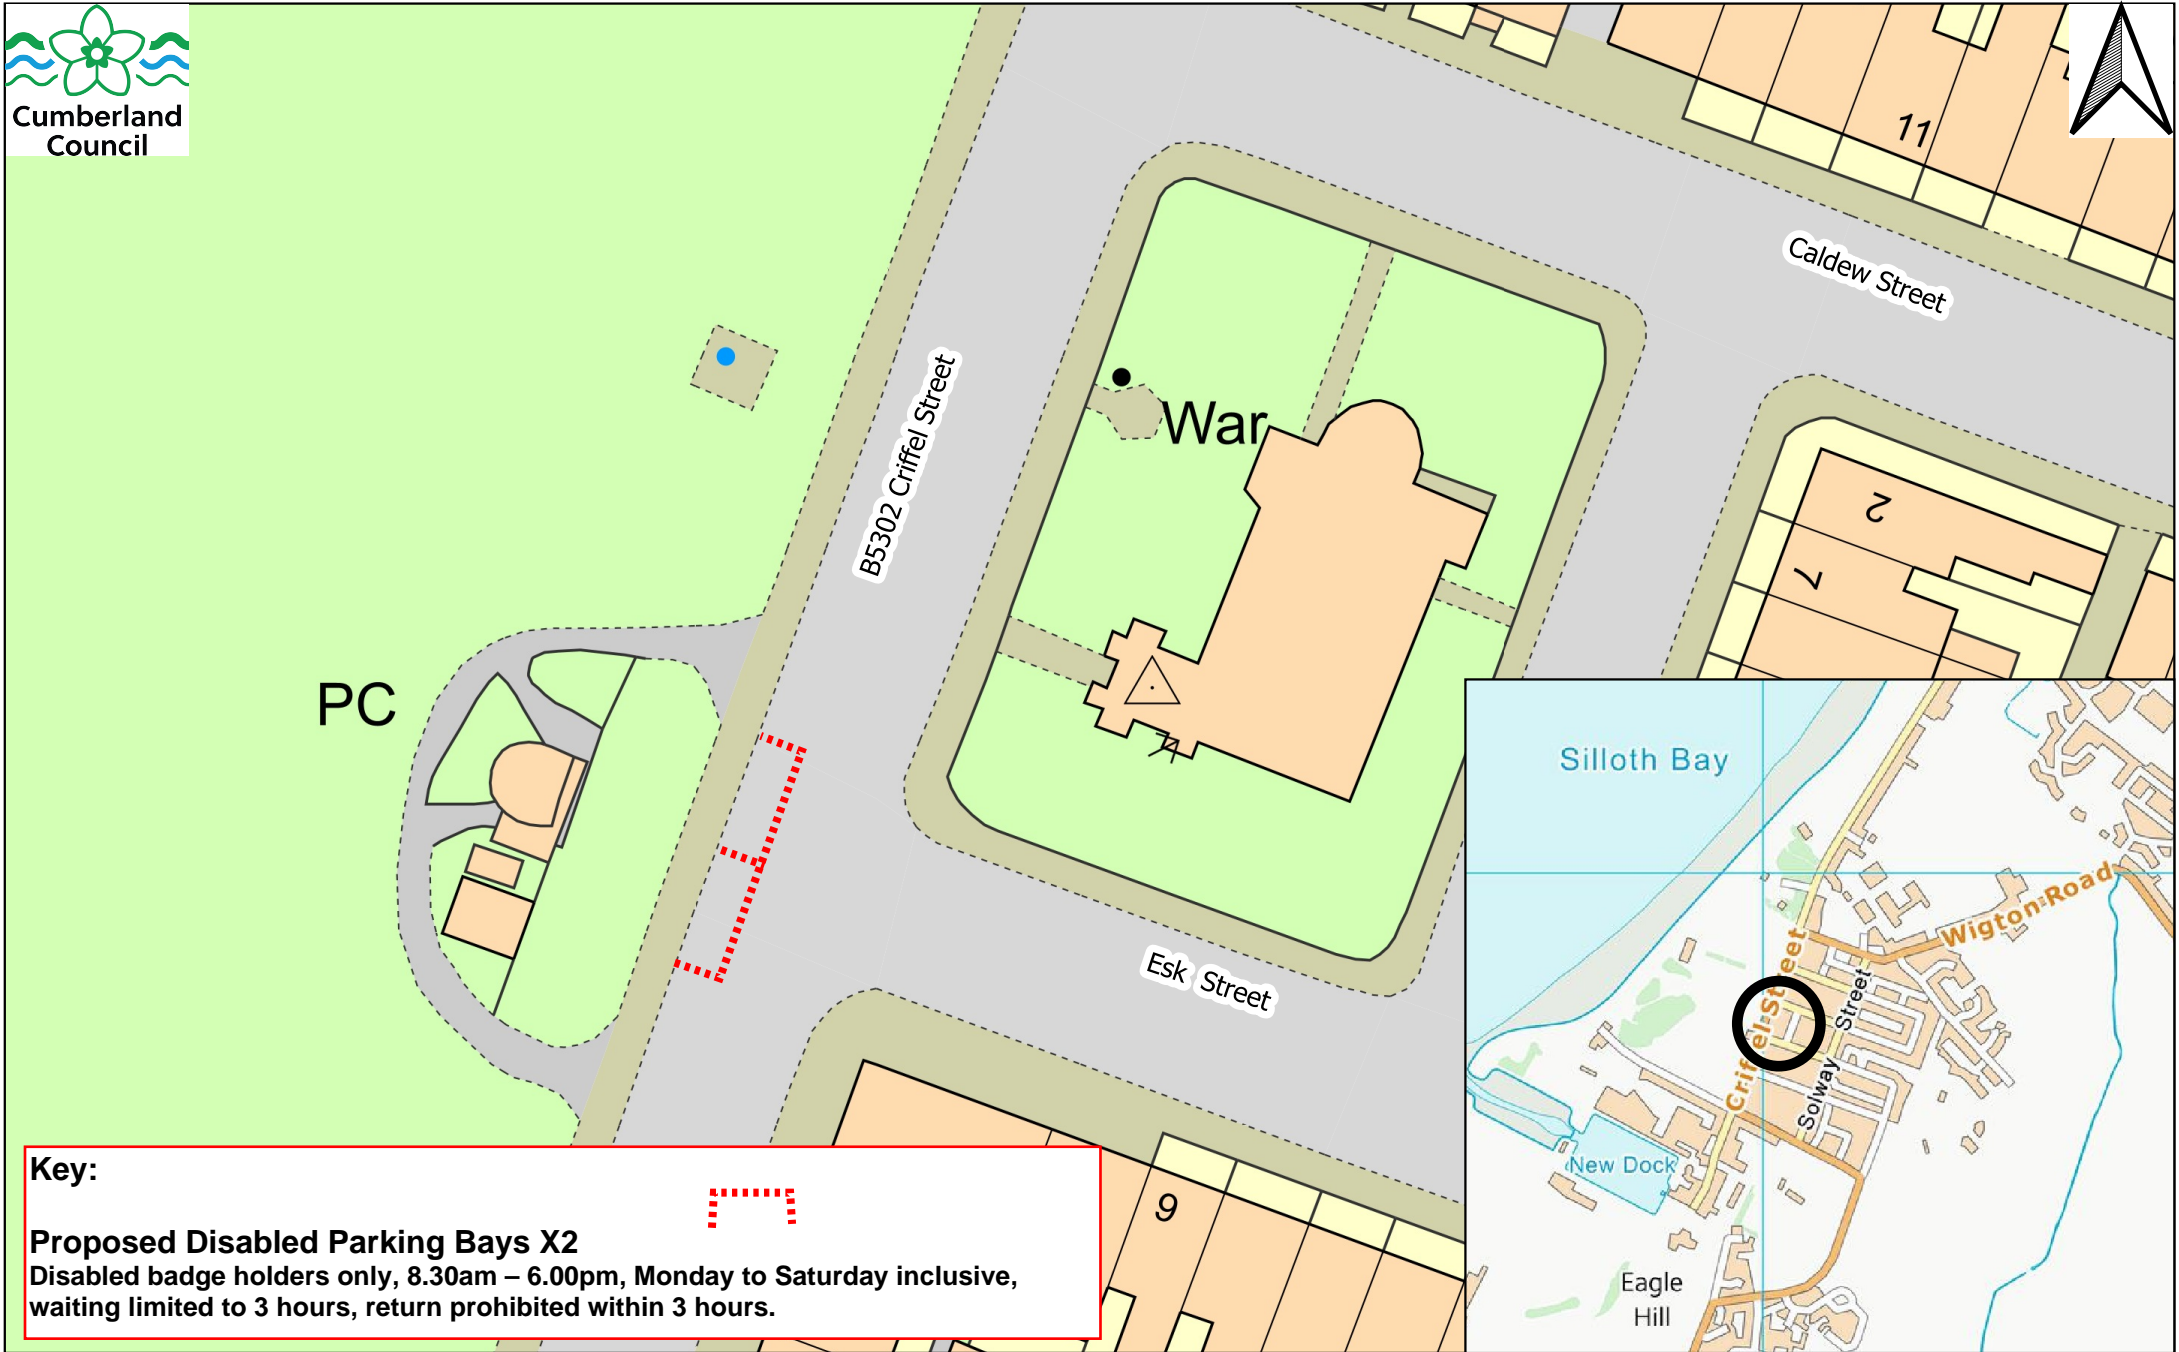 Cumberland
Council
11
Caldew Street
B5302 Criffel Street
War
2
7
PC
Esk Street
9
Silloth Bay
Wigton Road
Criffel Street
Solway Street
New Dock
Eagle
Hill
Key:
Proposed Disabled Parking Bays X2
Disabled badge holders only, 8.30am – 6.00pm, Monday to Saturday inclusive,
waiting limited to 3 hours, return prohibited within 3 hours.